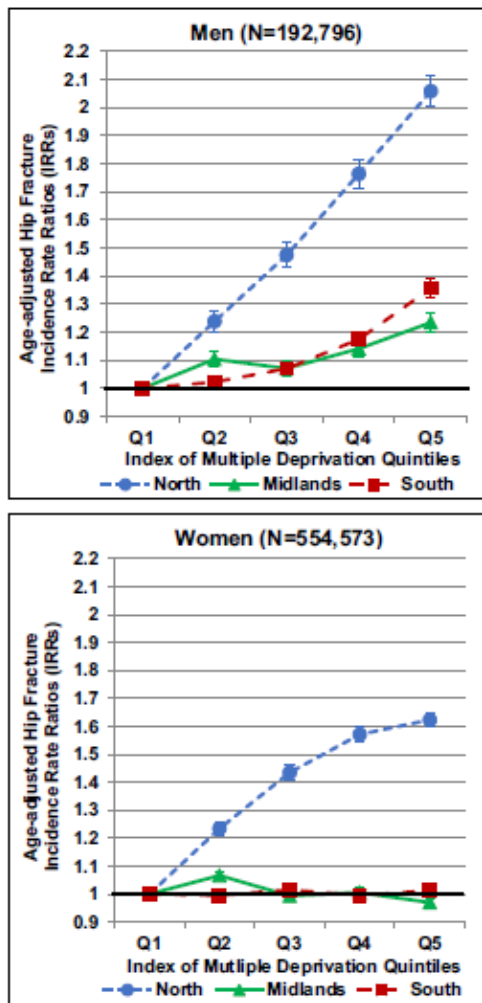 Men (N=192,796)
Age-adjusted Hip Fracture
Incidence Rate Ratios (IRRs)
2.2
2.1
2
1.9
1.8
1.7
1.6
1.5
1.4
1.3
1.2
1.1
1
0.9
Q1 Q2 Q3 Q4 Q5
Index of Multiple Deprivation Quintiles
North Midlands South
Women (N=554,573)
Age-adjusted Hip Fracture
Incidence Rate Ratios (IRRs)
2.2
2.1
2
1.9
1.8
1.7
1.6
1.5
1.4
1.3
1.2
1.1
1
0.9
Q1 Q2 Q3 Q4 Q5
Index of Mutliple Deprivation Quintiles
North Midlands South